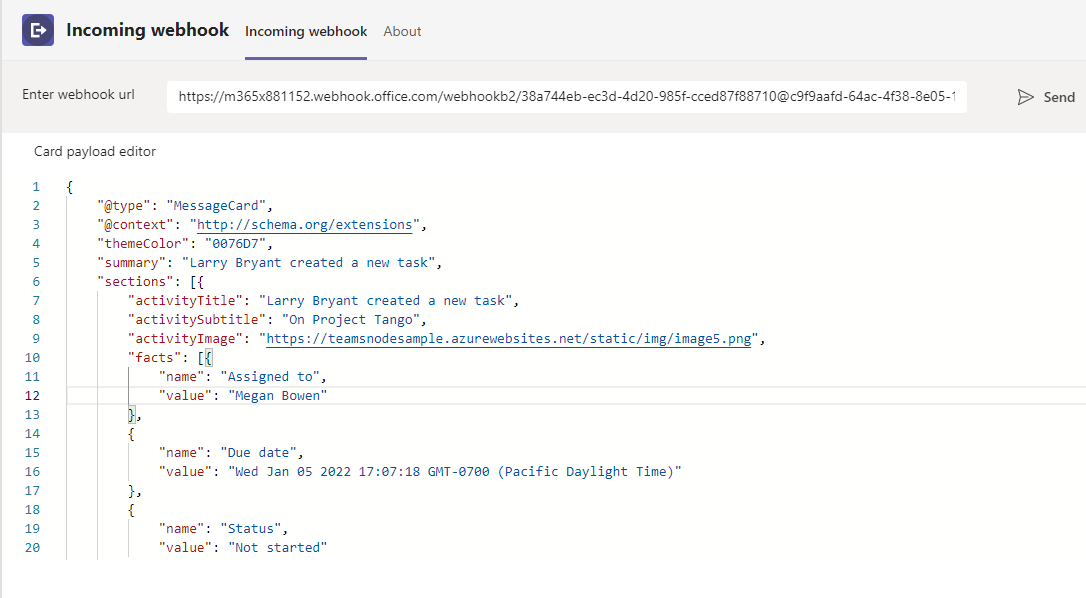 Incoming webhook Incoming webhook About
Enter webhook url https://m365x881152.webhook.office.com/webhookb2/38a744eb-ec3d-4d20-985f-cced87f88710@c9f9aafd-64ac-4f38-8e05-1 Send
Card payload editor
1 {
2 "@type": "MessageCard",
3 "@context": "http://schema.org/extensions",
4 "themeColor": "0076D7",
5 "summary": "Larry Bryant created a new task",
6 "sections": [{
7 "activityTitle": "Larry Bryant created a new task",
8 "activitySubtitle": "On Project Tango",
9 "activityImage": "https://teamsnodesample.azurewebsites.net/static/img/image5.png",
10 "facts": [{
11 "name": "Assigned to",
12 "value": "Megan Bowen"
13 },
14 {
15 "name": "Due date",
16 "value": "Wed Jan 05 2022 17:07:18 GMT-0700 (Pacific Daylight Time)"
17 },
18 {
19 "name": "Status",
20 "value": "Not started"